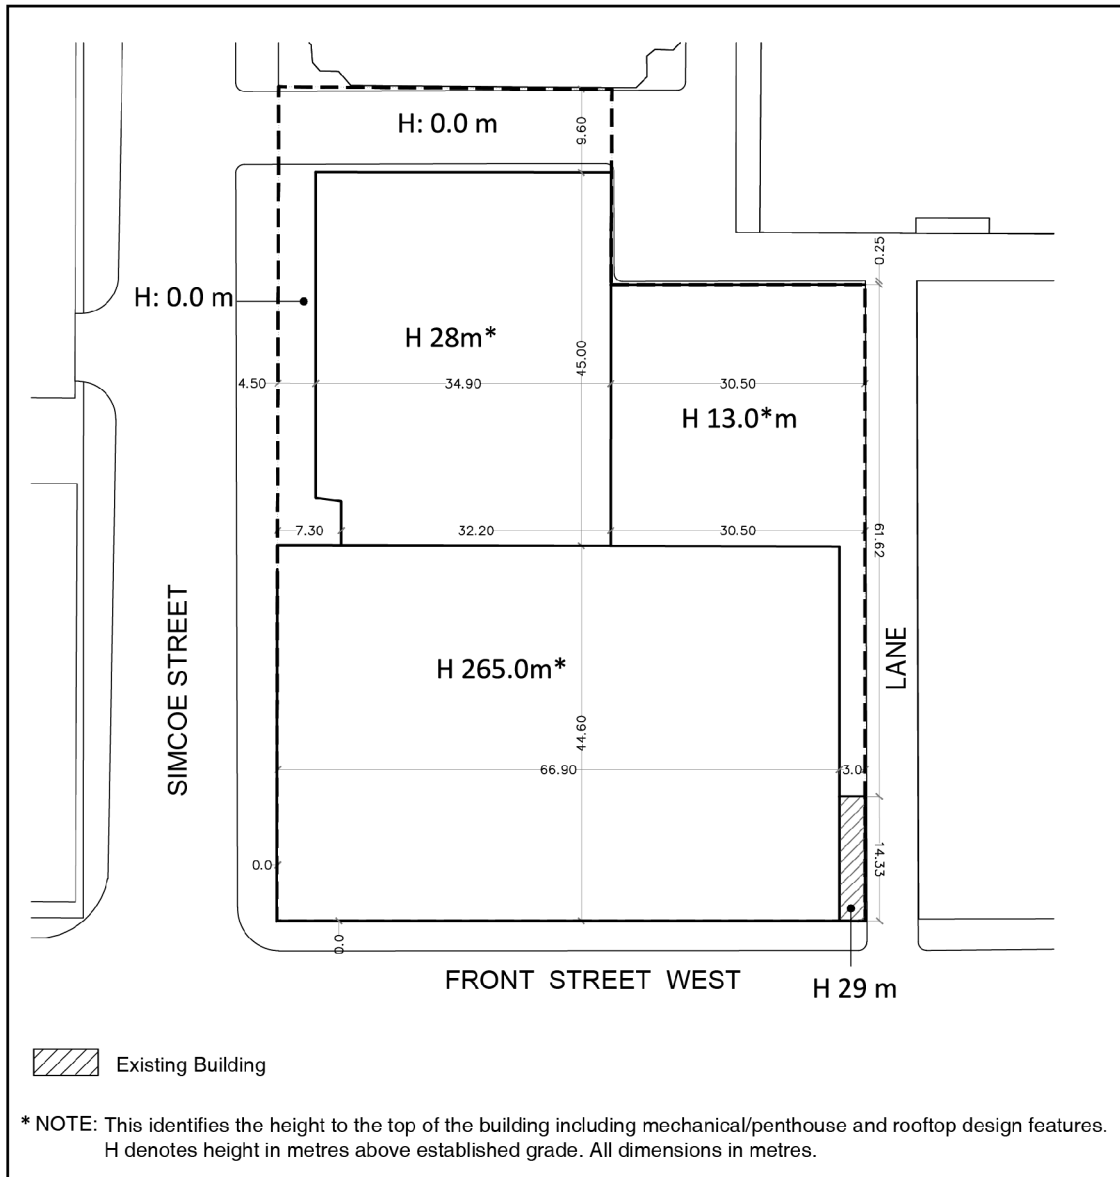 H: 0.0 m
9.60
0.25
H: 0.0 m
H 28m*
45.00
4.50
34.90
30.50
H 13.0*m
7.30
32.20
30.50
61.62
SIMCOE STREET
LANE
H 265.0m*
44.60
66.90
3.0
14.33
0.0
0.0
FRONT STREET WEST
H 29 m
Existing Building
* NOTE: This identifies the height to the top of the building including mechanical/penthouse and rooftop design features.
H denotes height in metres above established grade. All dimensions in metres.